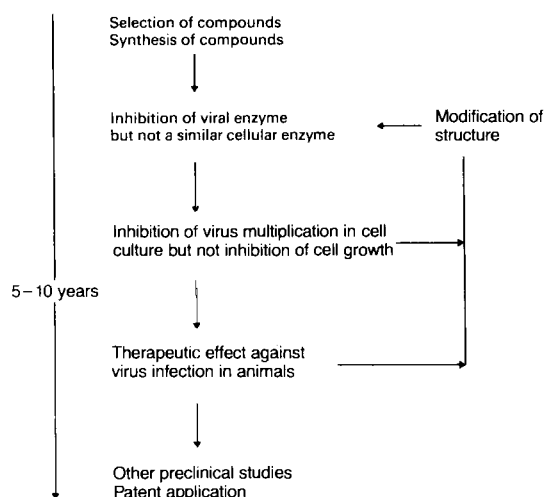 Selection of compounds
Synthesis of compounds
Inhibition of viral enzyme
but not a similar cellular enzyme
Modification of
structure
Inhibition of virus multiplication in cell
culture but not inhibition of cell growth
5–10 years
Therapeutic effect against
virus infection in animals
Other preclinical studies
Patent application